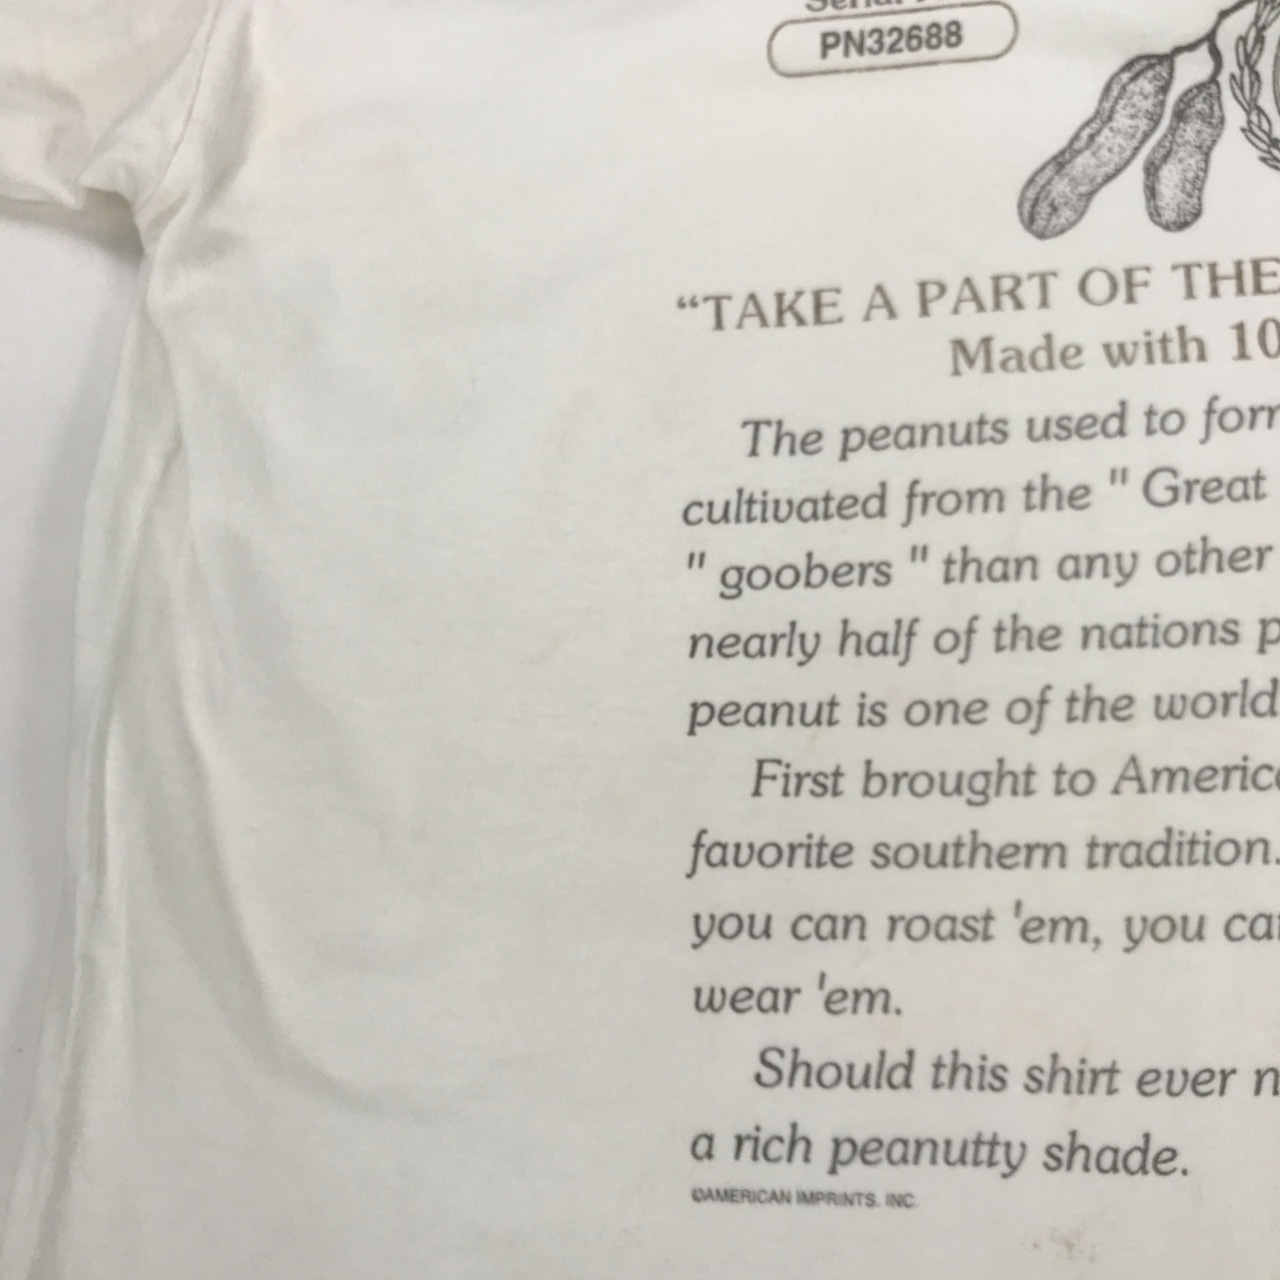 PN32688
“TAKE A PART OF THE
Made with 10
The peanuts used to form
cultivated from the " Great
" goobers " than any other
nearly half of the nations p
peanut is one of the world
First brought to Americ
favorite southern tradition.
you can roast 'em, you ca
wear 'em.
Should this shirt ever n
a rich peanutty shade.
©AMERICAN IMPRINTS, INC.